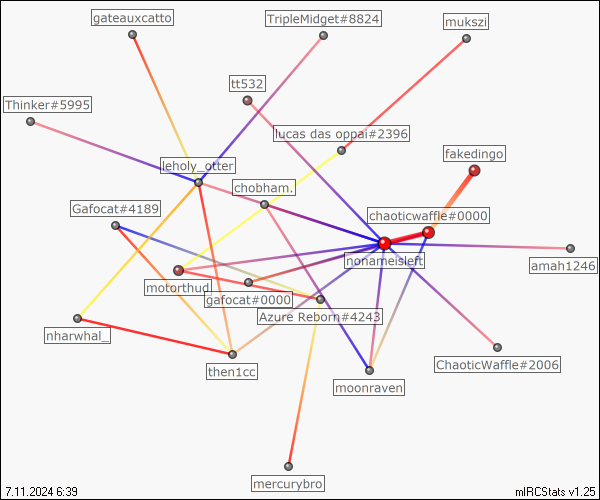 gateauxcatto
TripleMidget#8824
mukszi
tt532
Thinker#5995
lucas das oppai#2396
fakedingo
leholy_otter
chobham.
Gafocat#4189
chaoticwaffle#0000
nonameisleft
amah1246
motorthud
gafocat#0000
Azure Reborn#4243
nharwhal_
then1cc
ChaoticWaffle#2006
moonraven
mercurybro
7.11.2024 6:39
mIRCStats v1.25